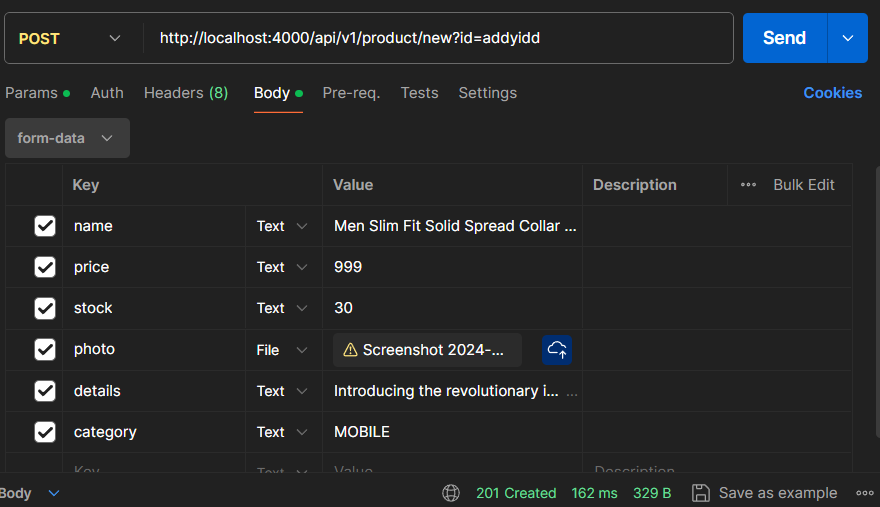 POST http://localhost:4000/api/v1/product/new?id=addyidd Send
Params Auth Headers (8) Body Pre-req. Tests Settings Cookies
form-data
Key Value Description ••• Bulk Edit
name Text Men Slim Fit Solid Spread Collar ...
price Text 999
stock Text 30
photo File Screenshot 2024-...
details Text Introducing the revolutionary i... ...
category Text MOBILE
Key Text Value Description
Body 201 Created 162 ms 329 B Save as example •••